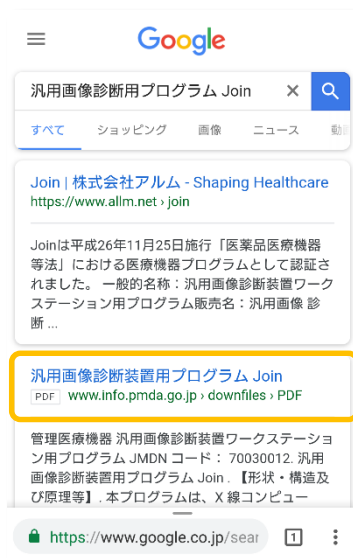 Google
汎用画像診断用プログラム Join
すべて ショッピング 画像 ニュース 動
Join | 株式会社アルム - Shaping Healthcare
https://www.allm.net › join
Joinは平成26年11月25日施行「医薬品医療機器
等法」における医療機器プログラムとして認証さ
れました。 一般的名称：汎用画像診断装置ワーク
ステーション用プログラム販売名：汎用画像 診
断 ...
汎用画像診断装置用プログラム Join
PDF www.info.pmda.go.jp › downfiles › PDF
管理医療機器 汎用画像診断装置ワークステーショ
ン用プログラム JMDN コード： 70030012. 汎用
画像診断装置用プログラム Join . 【形状・構造及
び原理等】. 本プログラムは、X 線コンピュー
https://www.google.co.jp/sear 1